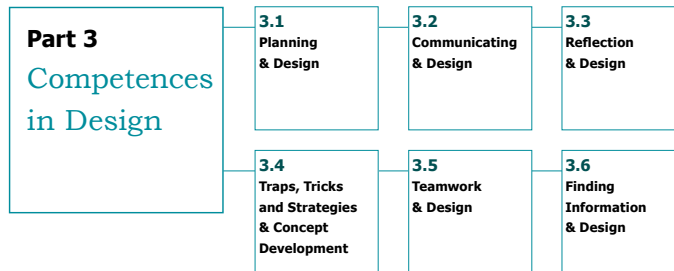 Part 3
Competences
in Design
3.1
Planning
& Design
3.2
Communicating
& Design
3.3
Reflection
& Design
3.4
Traps, Tricks
and Strategies
& Concept
Development
3.5
Teamwork
& Design
3.6
Finding
Information
& Design